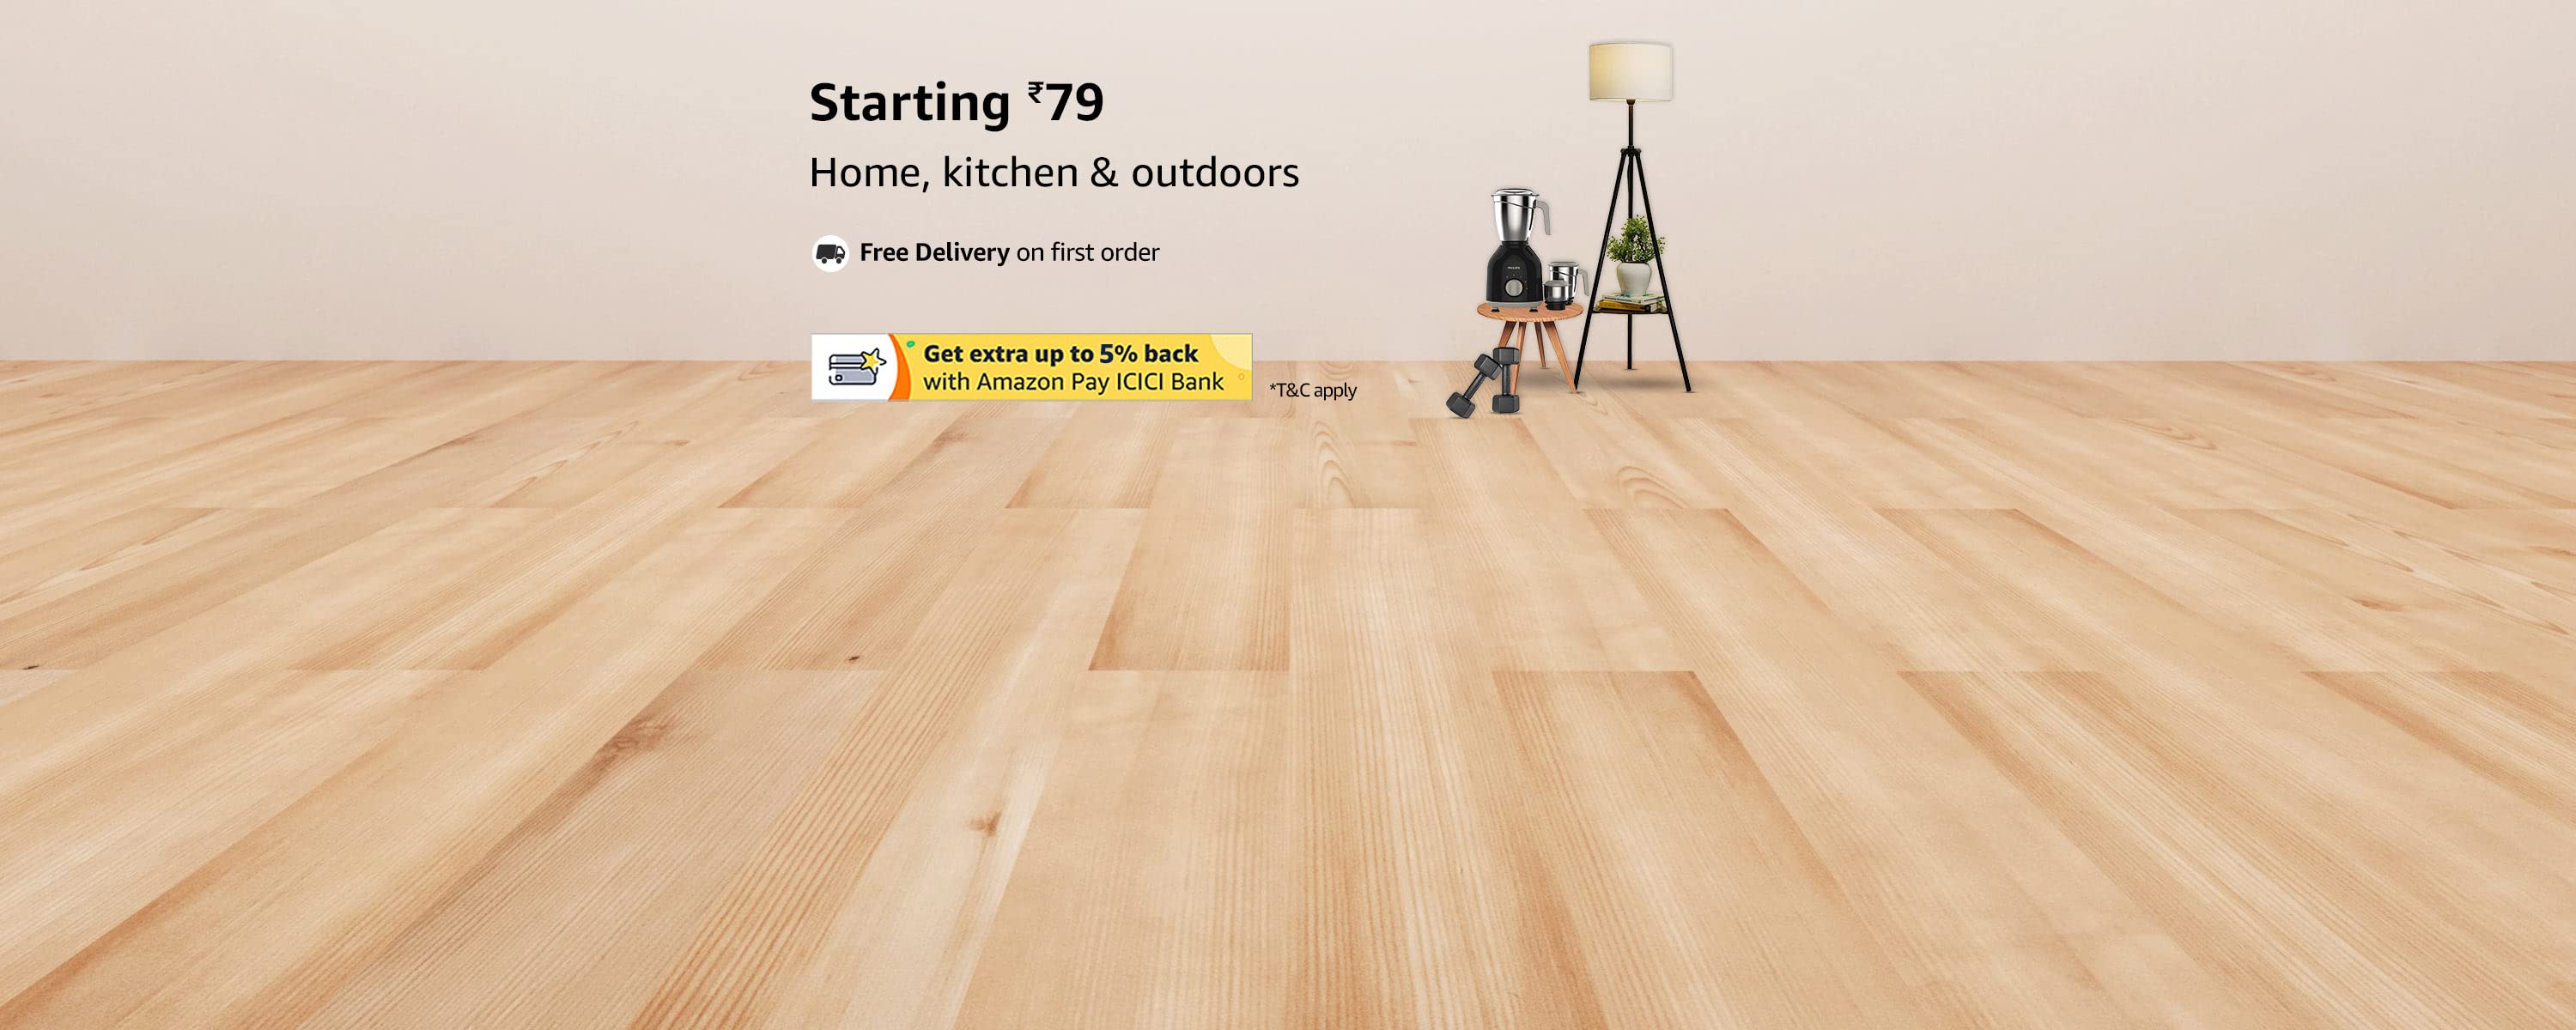 Starting ₹79
Home, kitchen & outdoors
Free Delivery on first order
Get extra up to 5% back
with Amazon Pay ICICI Bank
*T&C apply